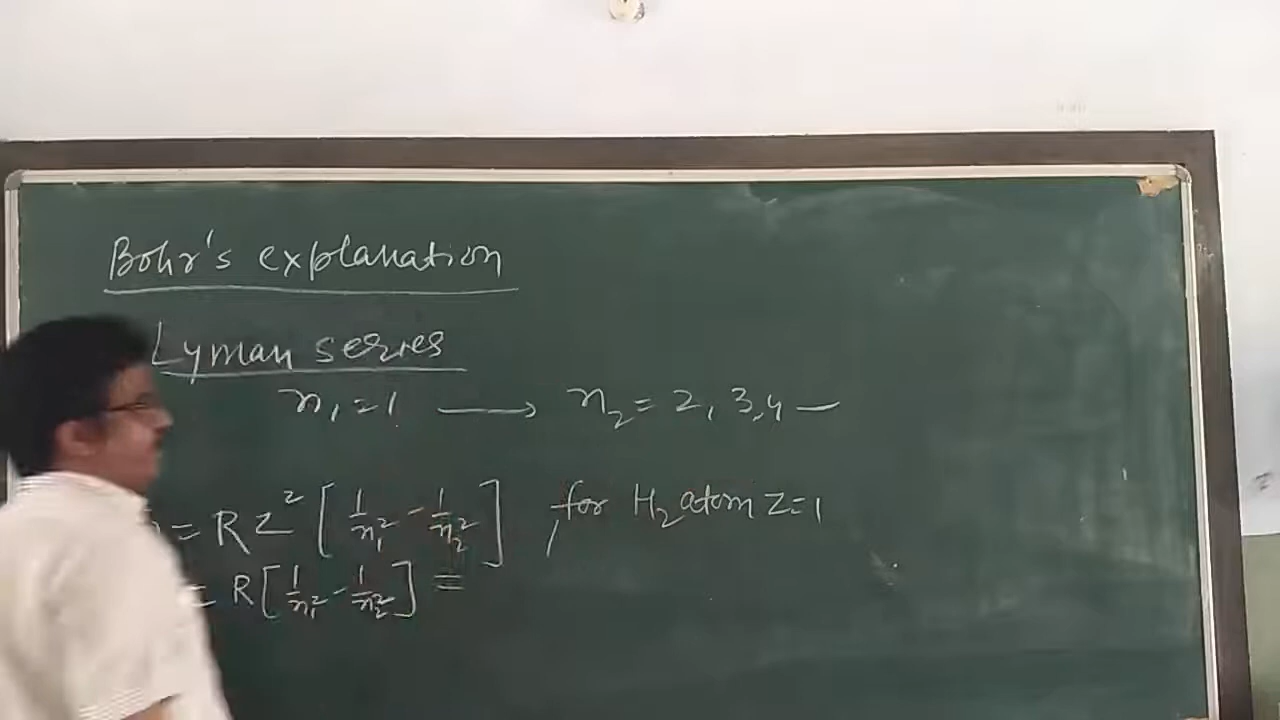 Bohr's explanation
Lyman series
n₁ = 1 ⟶ n₂ = 2, 3, 4 —
= R Z² [1/n₁² - 1/n₂²] , for H₂ atom Z = 1
= R [1/n₁² - 1/n₂²] =